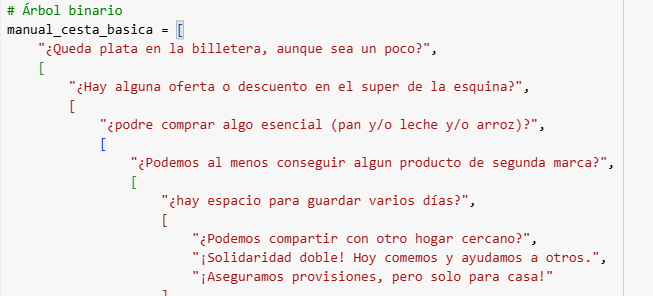 # Árbol binario
manual_cesta_basica = [
"¿Queda plata en la billetera, aunque sea un poco?",
[
"¿Hay alguna oferta o descuento en el super de la esquina?",
[
"¿podre comprar algo esencial (pan y/o leche y/o arroz)?",
[
"¿Podemos al menos conseguir algun producto de segunda marca?",
[
"¿hay espacio para guardar varios días?",
[
"¿Podemos compartir con otro hogar cercano?",
"¡Solidaridad doble! Hoy comemos y ayudamos a otros.",
"¡Aseguramos provisiones, pero solo para casa!"
]